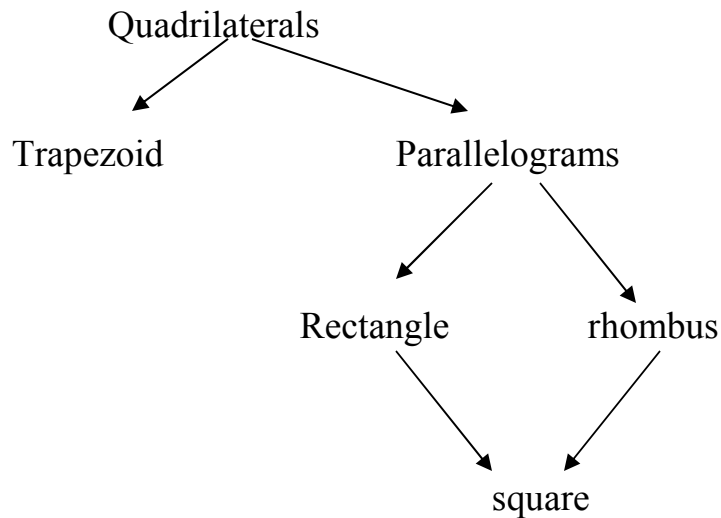 Quadrilaterals
Trapezoid Parallelograms
Rectangle rhombus
square